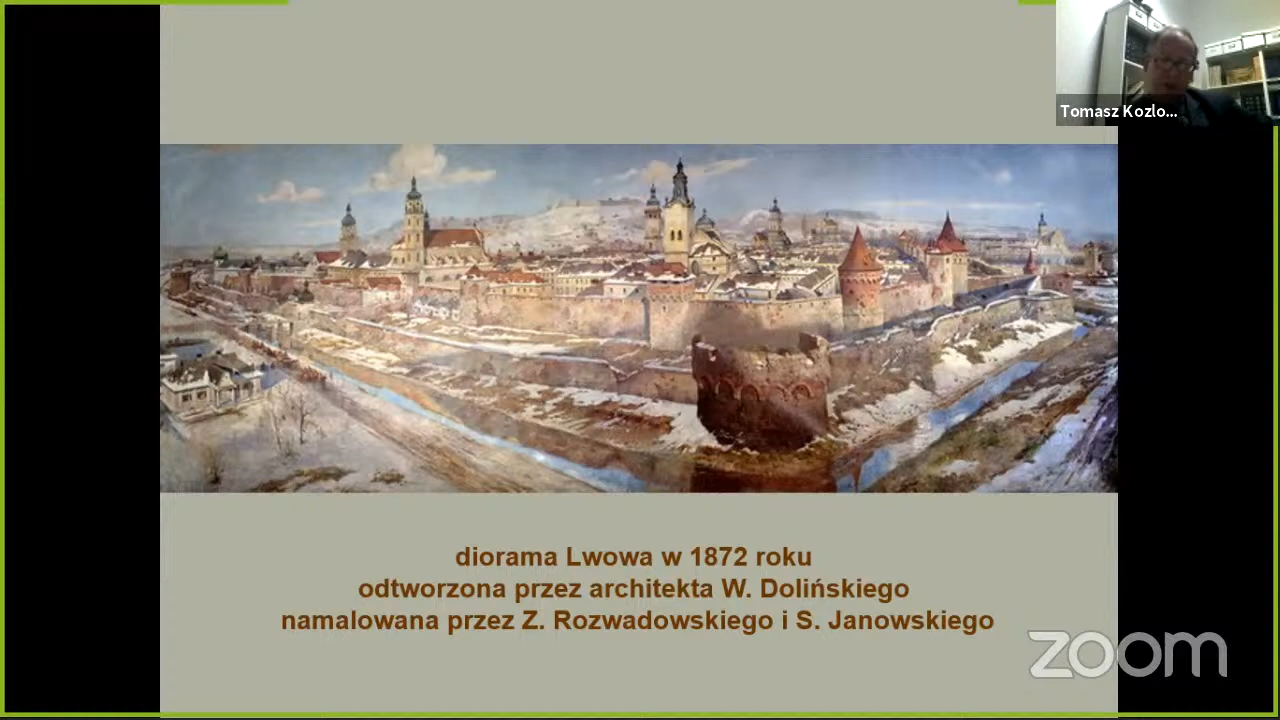 Tomasz Kozlo...
diorama Lwowa w 1872 roku
odtworzona przez architekta W. Dolińskiego
namalowana przez Z. Rozwadowskiego i S. Janowskiego
zoom